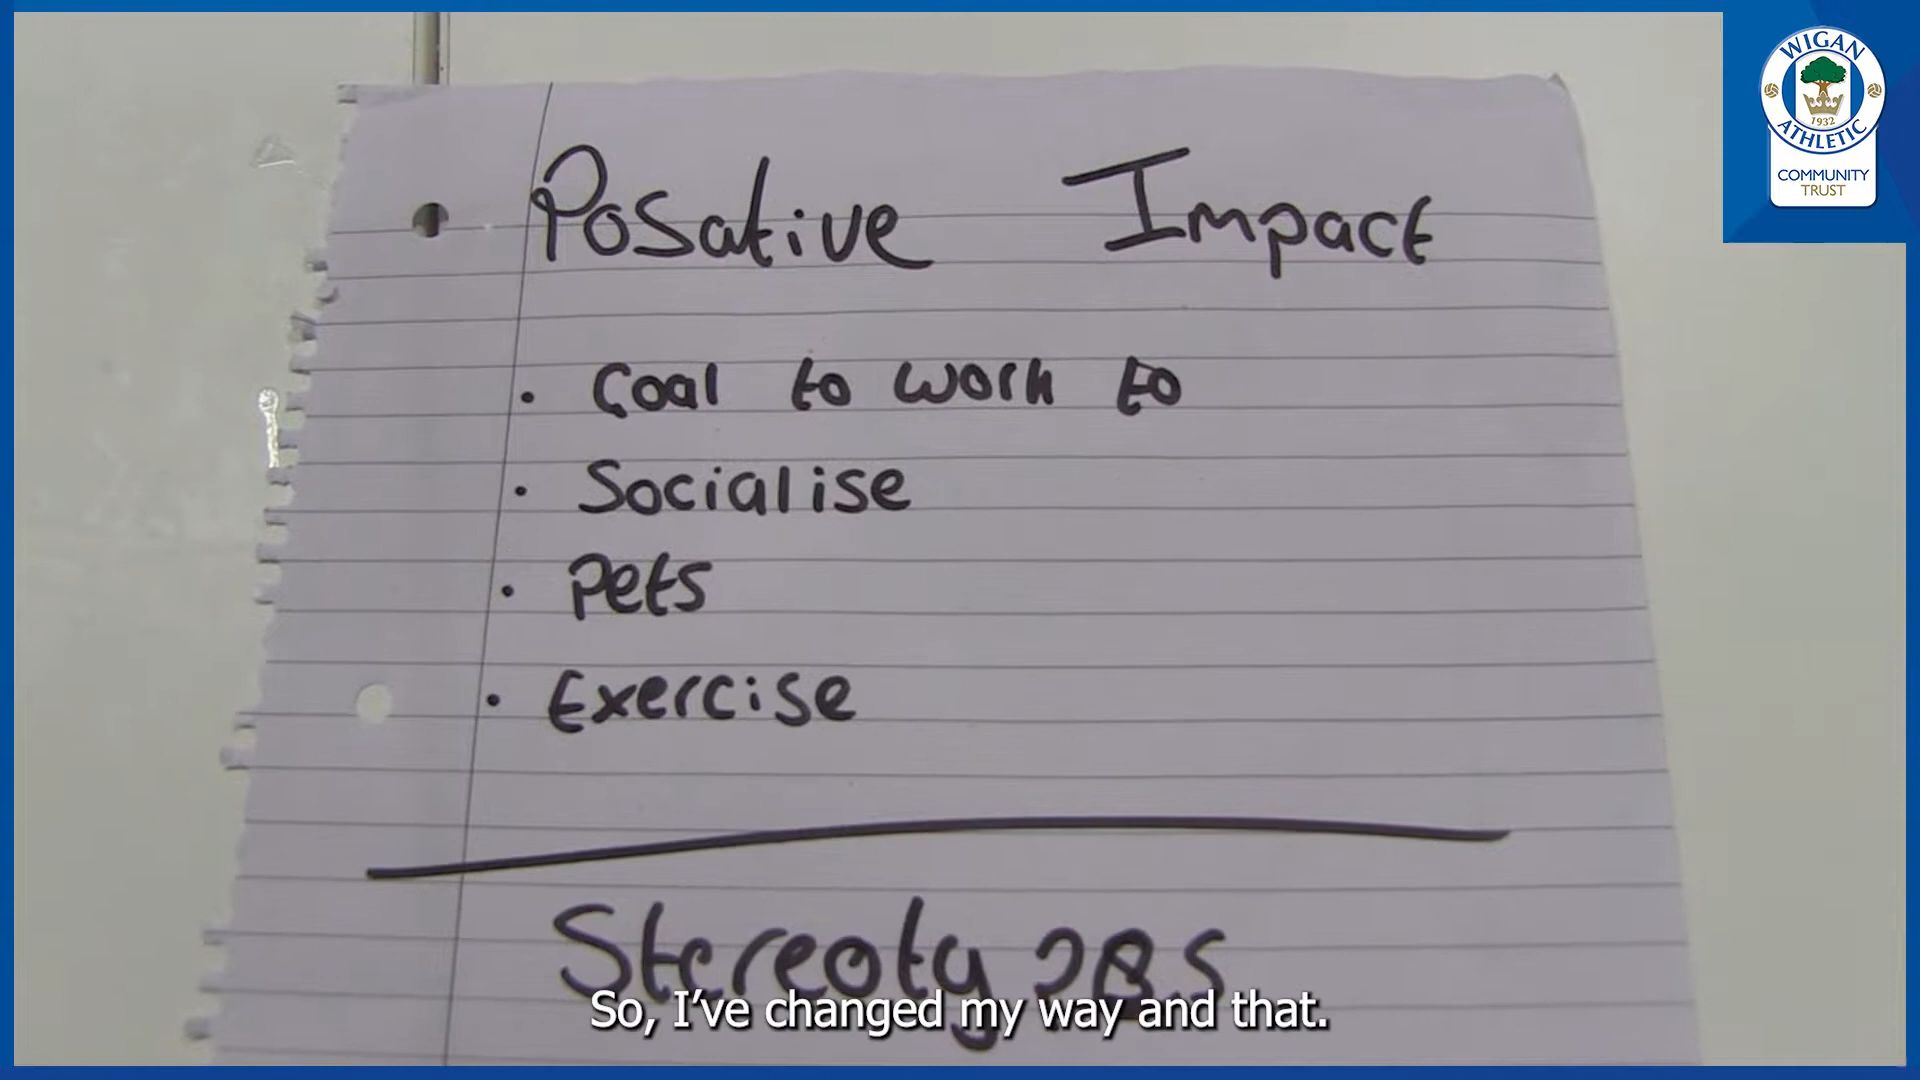 WIGAN
ATHLETIC
1932
COMMUNITY
TRUST
Posative Impact
• Goal to work to
• Socialise
• Pets
• Exercise
Stereotypes
So, I've changed my way and that.